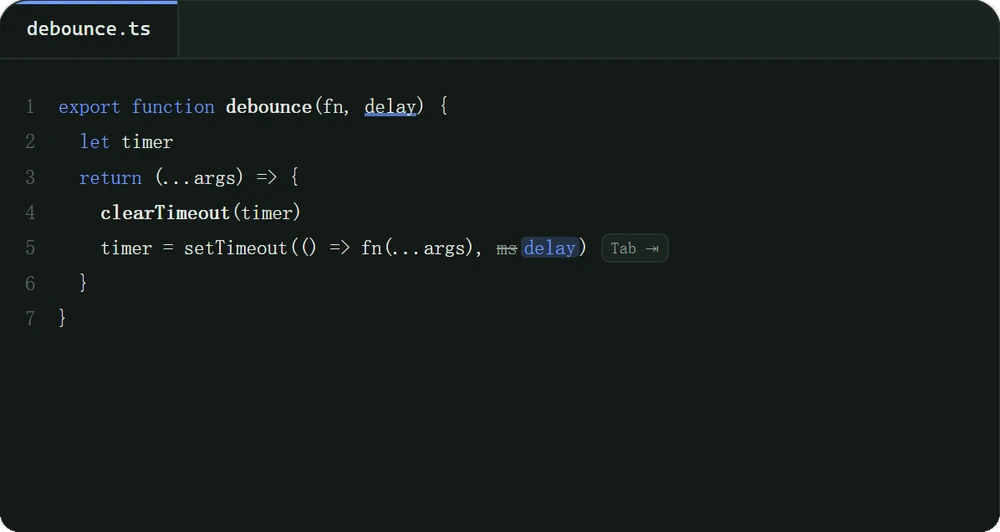 debounce.ts
1 export function debounce(fn, delay) {
2 let timer
3 return (...args) => {
4 clearTimeout(timer)
5 timer = setTimeout(() => fn(...args), ms delay) Tab ⇥
6 }
7 }